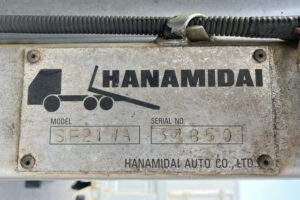 HANAMIDAI
MODEL SERIAL NO
HANAMIDAI AUTO CO., LTD.